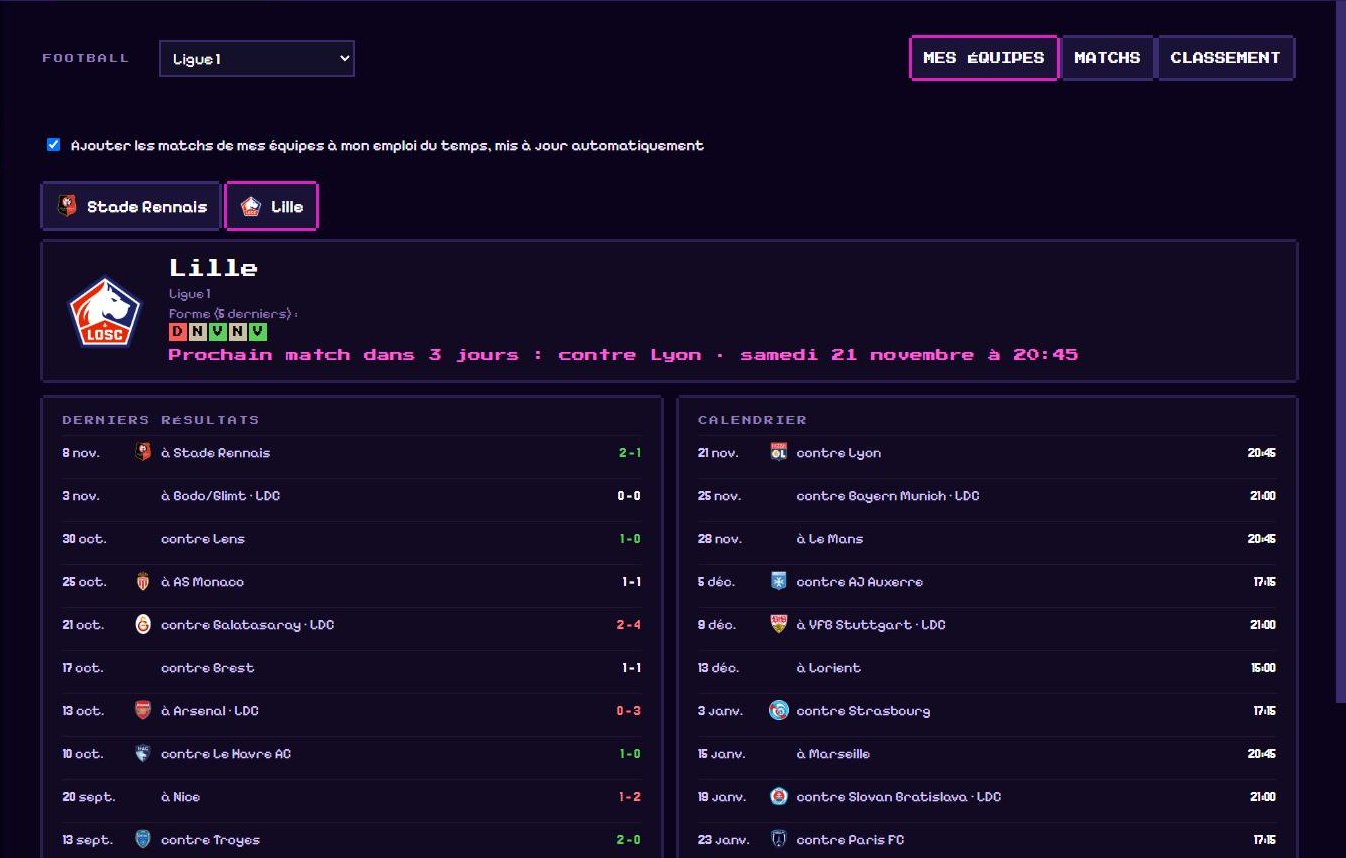 FOOTBALL
Ligue 1
MES ÉQUIPES
MATCHS
CLASSEMENT
Ajouter les matchs de mes équipes à mon emploi du temps, mis à jour automatiquement
Stade Rennais
Lille
Lille
LOSC
Ligue 1
Forme (5 derniers) :
D N V N V
Prochain match dans 3 jours : contre Lyon · samedi 21 novembre à 20:45
DERNIERS RÉSULTATS
8 nov. à Stade Rennais 2-1
3 nov. à Bodo/Glimt · LDC 0-0
30 oct. contre Lens 1-0
25 oct. à AS Monaco 1-1
21 oct. contre Galatasaray · LDC 2-4
17 oct. contre Brest 1-1
13 oct. à Arsenal · LDC 0-3
10 oct. contre Le Havre AC 1-0
20 sept. à Nice 1-2
13 sept. contre Troyes 2-0
CALENDRIER
21 nov. contre Lyon 20:45
25 nov. contre Bayern Munich · LDC 21:00
28 nov. à Le Mans 20:45
5 déc. contre AJ Auxerre 17:15
9 déc. à VfB Stuttgart · LDC 21:00
13 déc. à Lorient 15:00
3 janv. contre Strasbourg 17:15
15 janv. à Marseille 20:45
19 janv. contre Slovan Bratislava · LDC 21:00
23 janv. contre Paris FC 17:15